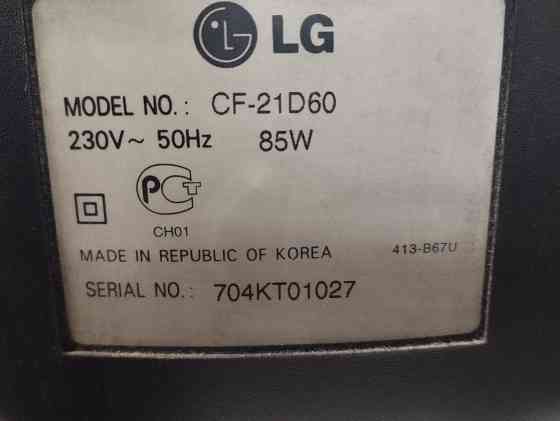 LG
MODEL NO.: CF-21D60
230V~ 50Hz 85W
РСТ
CH01
MADE IN REPUBLIC OF KOREA 413-B67U
SERIAL NO.: 704KT01027